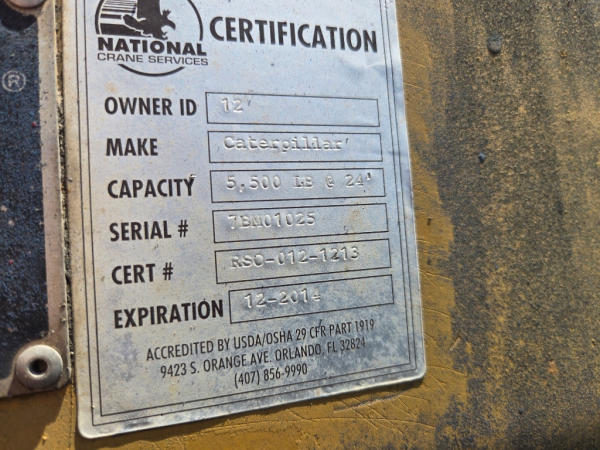 NATIONAL
CRANE SERVICES
CERTIFICATION
OWNER ID 12'
MAKE Caterpillar'
CAPACITY 5,500 LB @ 24'
SERIAL # 7BM01025
CERT # RSC-012-1213
EXPIRATION 12-2014
ACCREDITED BY USDA/OSHA 29 CFR PART 1919
9423 S. ORANGE AVE. ORLANDO, FL 32824
(407) 856-9990
®